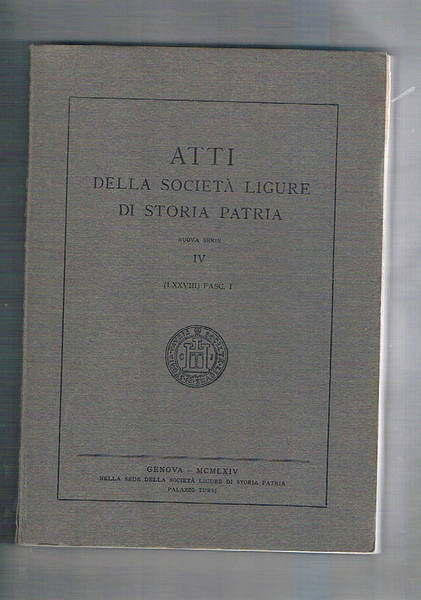 ATTI
DELLA SOCIETÀ LIGURE
DI STORIA PATRIA
NUOVA SERIE
IV
(LXXVIII) FASC. I
GENOVA – MCMLXIV
NELLA SEDE DELLA SOCIETÀ LIGURE DI STORIA PATRIA
PALAZZO TURSI